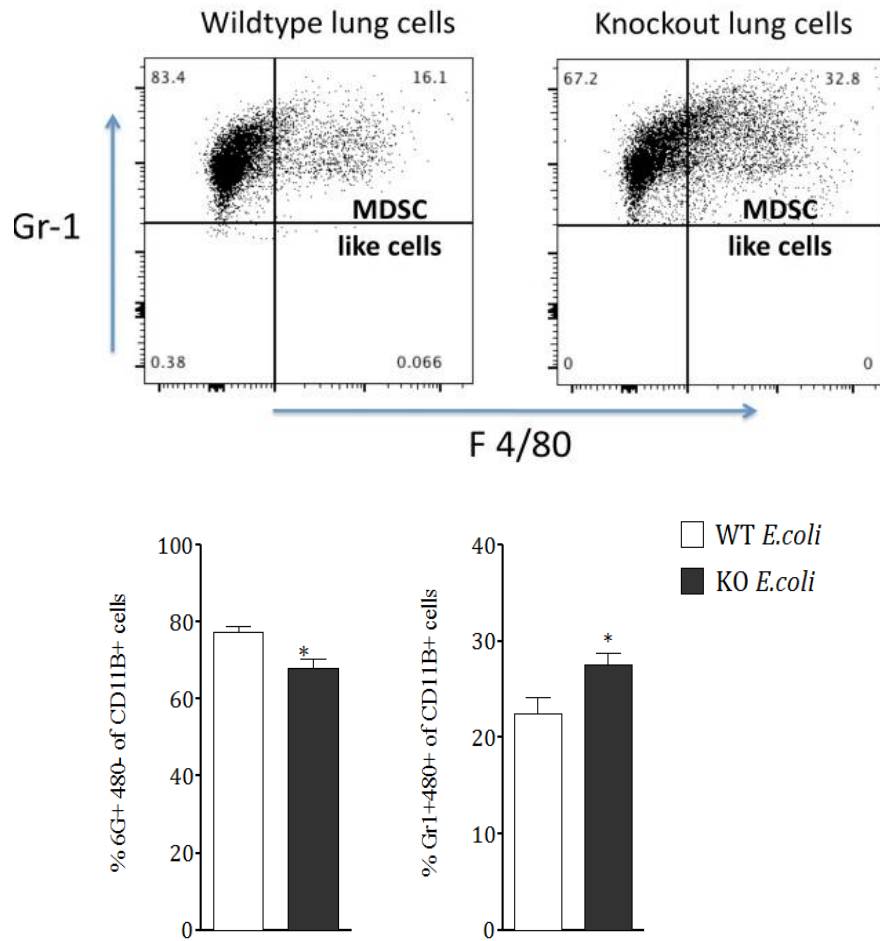 Wildtype lung cells
Knockout lung cells
83.4
16.1
67.2
32.8
Gr-1
MDSC
like cells
MDSC
like cells
0.38
0.066
0
0
F 4/80
WT E.coli
KO E.coli
% 6G+ 480- of CD11B+ cells
100
80
60
40
20
0
*
% Gr1+480+ of CD11B+ cells
40
30
20
10
0
*